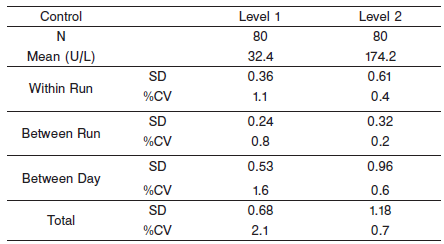 Control Level 1 Level 2
N 80 80
Mean (U/L) 32.4 174.2
Within Run SD 0.36 0.61
%CV 1.1 0.4
Between Run SD 0.24 0.32
%CV 0.8 0.2
Between Day SD 0.53 0.96
%CV 1.6 0.6
Total SD 0.68 1.18
%CV 2.1 0.7